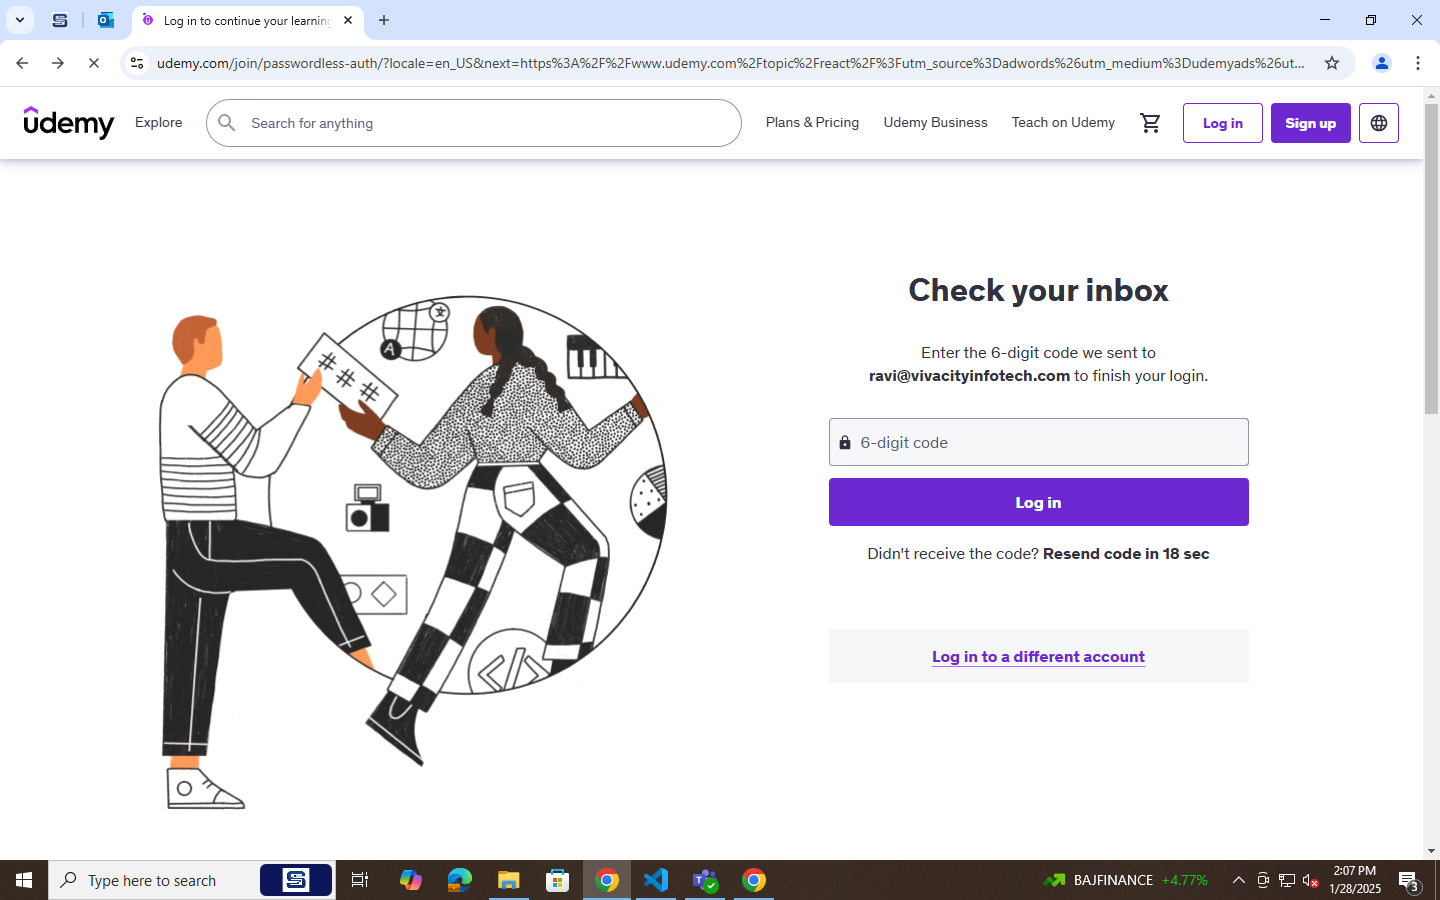 Log in to continue your learning
udemy.com/join/passwordless-auth/?locale=en_US&next=https%3A%2F%2Fwww.udemy.com%2Ftopic%2Freact%2F%3Futm_source%3Dadwords%26utm_medium%3Dudemyads%26ut...
udemy
Explore
Search for anything
Plans & Pricing
Udemy Business
Teach on Udemy
Log in
Sign up
A
###
</>
Check your inbox
Enter the 6-digit code we sent to
ravi@vivacityinfotech.com to finish your login.
6-digit code
Log in
Didn't receive the code? Resend code in 18 sec
Log in to a different account
Type here to search
BAJFINANCE +4.77%
2:07 PM
1/28/2025
3